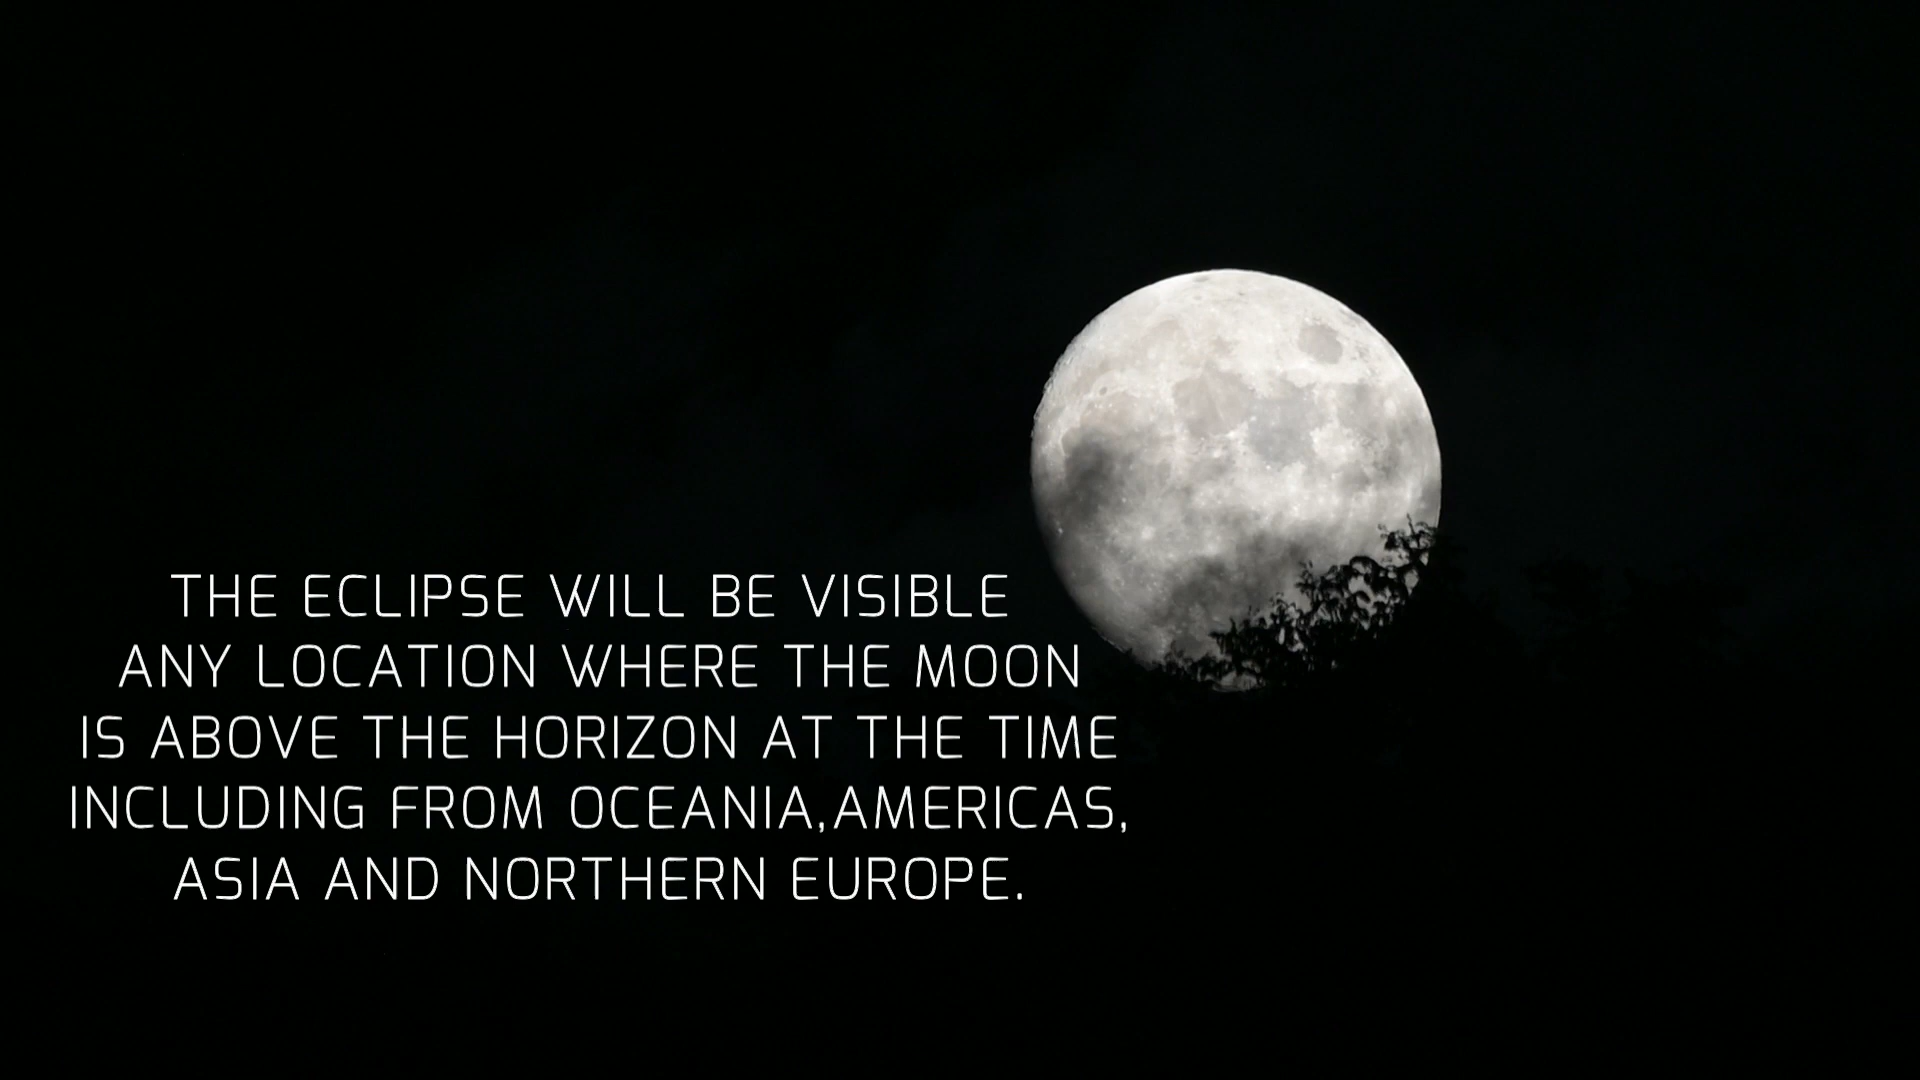 THE ECLIPSE WILL BE VISIBLE
ANY LOCATION WHERE THE MOON
IS ABOVE THE HORIZON AT THE TIME
INCLUDING FROM OCEANIA,AMERICAS,
ASIA AND NORTHERN EUROPE.